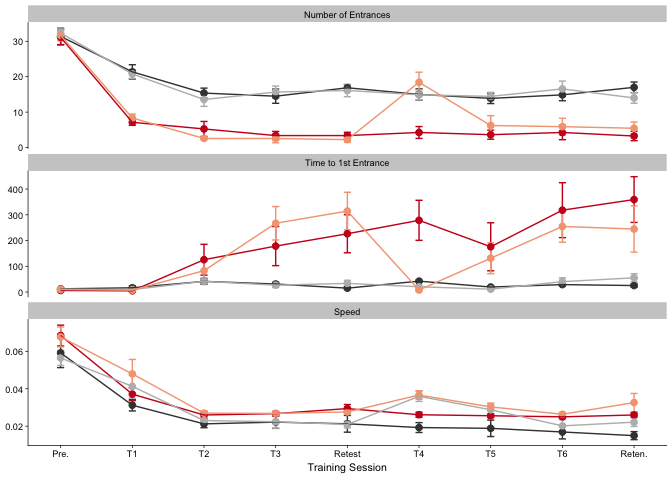 Number of Entrances
30
20
10
0
Time to 1st Entrance
400
300
200
100
0
Speed
0.06
0.04
0.02
Pre. T1 T2 T3 Retest T4 T5 T6 Reten.
Training Session